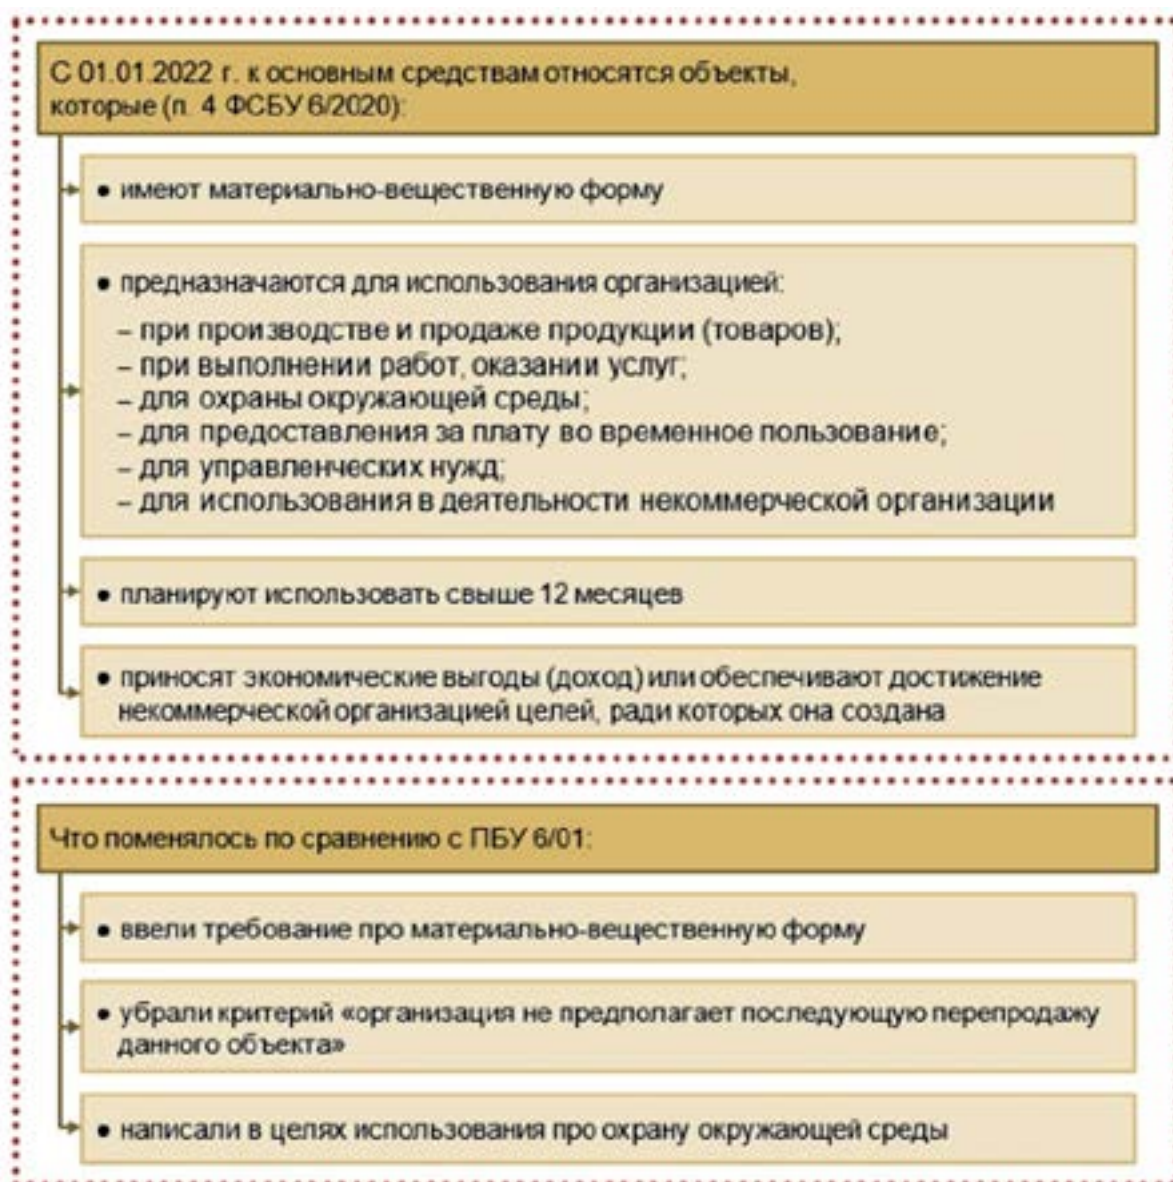 С 01.01.2022 г. к основным средствам относятся объекты,
которые (п. 4 ФСБУ 6/2020):
● имеют материально-вещественную форму
● предназначаются для использования организацией:
– при производстве и продаже продукции (товаров);
– при выполнении работ, оказании услуг;
– для охраны окружающей среды;
– для предоставления за плату во временное пользование;
– для управленческих нужд;
– для использования в деятельности некоммерческой организации
● планируют использовать свыше 12 месяцев
● приносят экономические выгоды (доход) или обеспечивают достижение
некоммерческой организацией целей, ради которых она создана
Что поменялось по сравнению с ПБУ 6/01:
● ввели требование про материально-вещественную форму
● убрали критерий «организация не предполагает последующую перепродажу
данного объекта»
● написали в целях использования про охрану окружающей среды